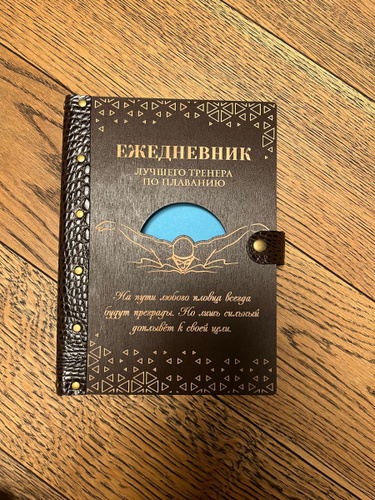 ЕЖЕДНЕВНИК
ЛУЧШЕГО ТРЕНЕРА
ПО ПЛАВАНИЮ
На пути любого пловца всегда
будут преграды. Но лишь сильный
доплывёт к своей цели.